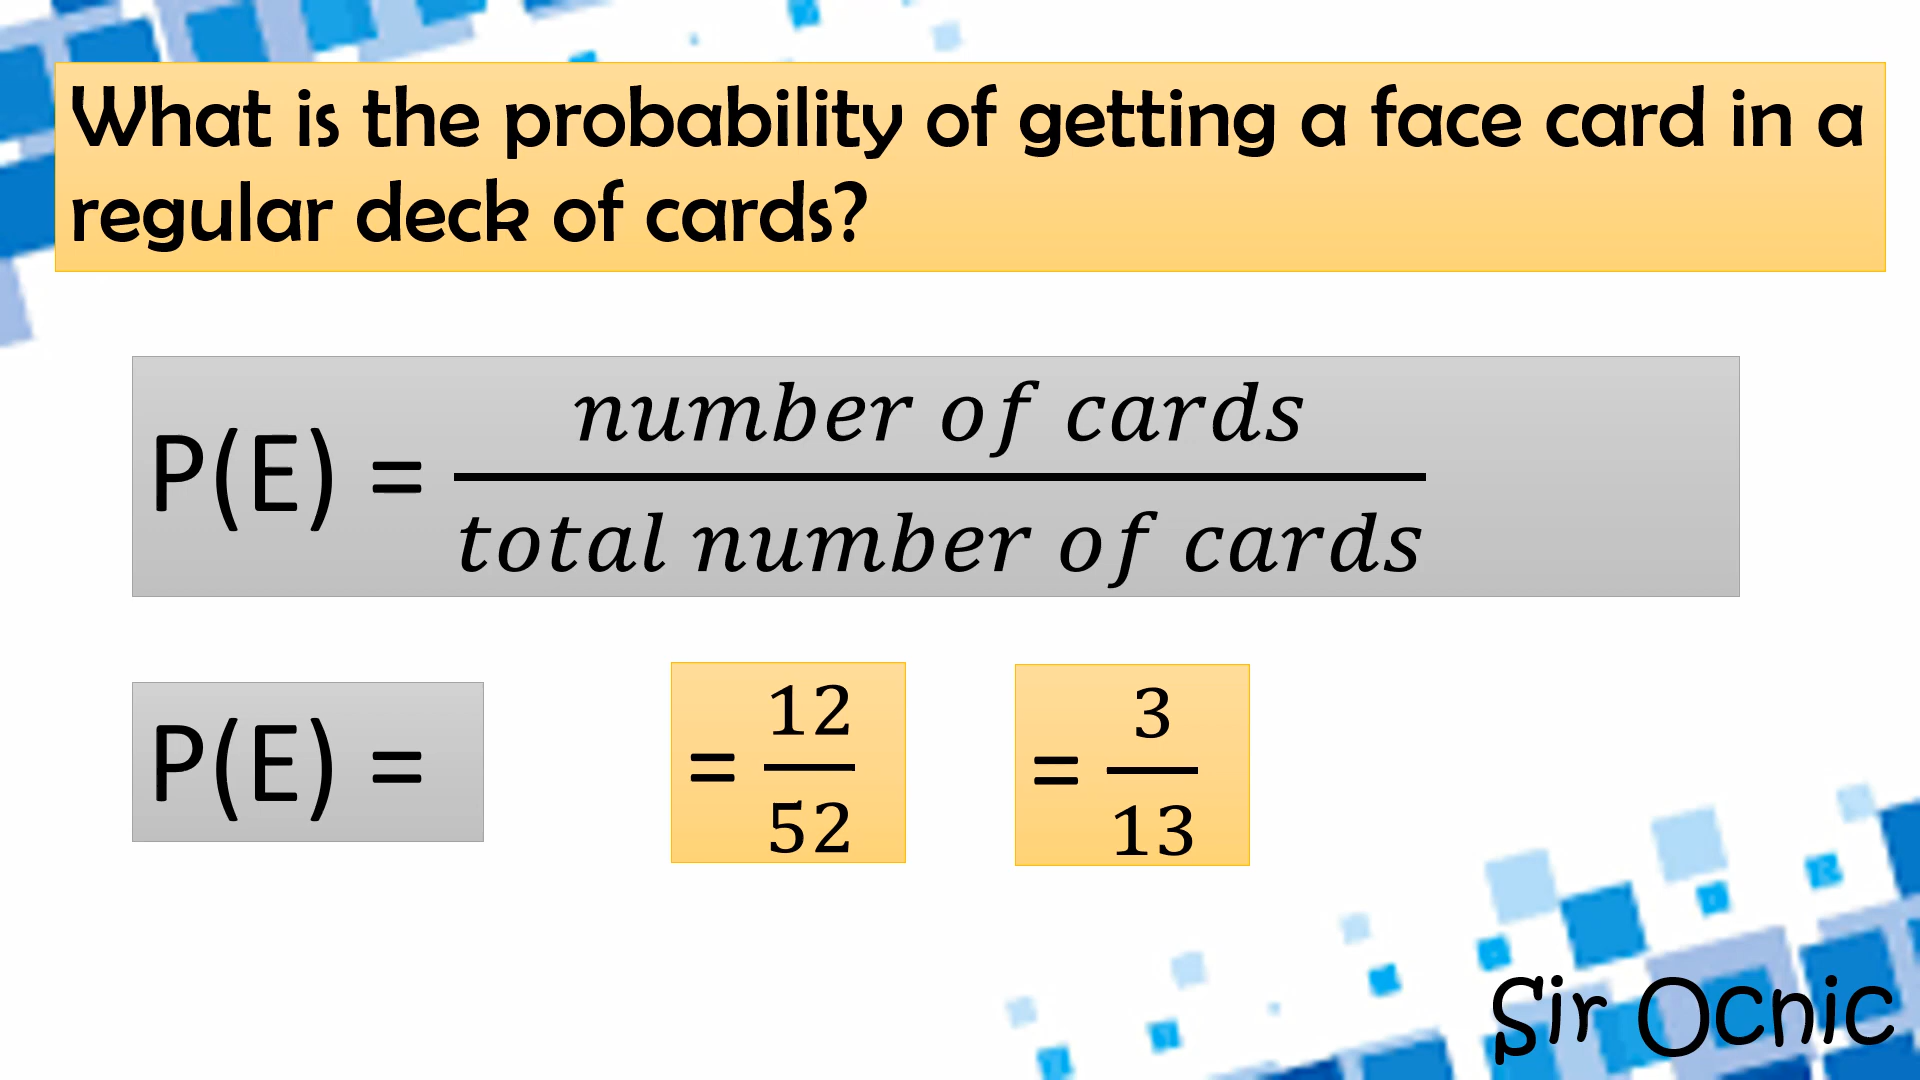 What is the probability of getting a face card in a
regular deck of cards?
P(E) = number of cards / total number of cards
P(E) = = 12/52 = 3/13
Sir Ocnic